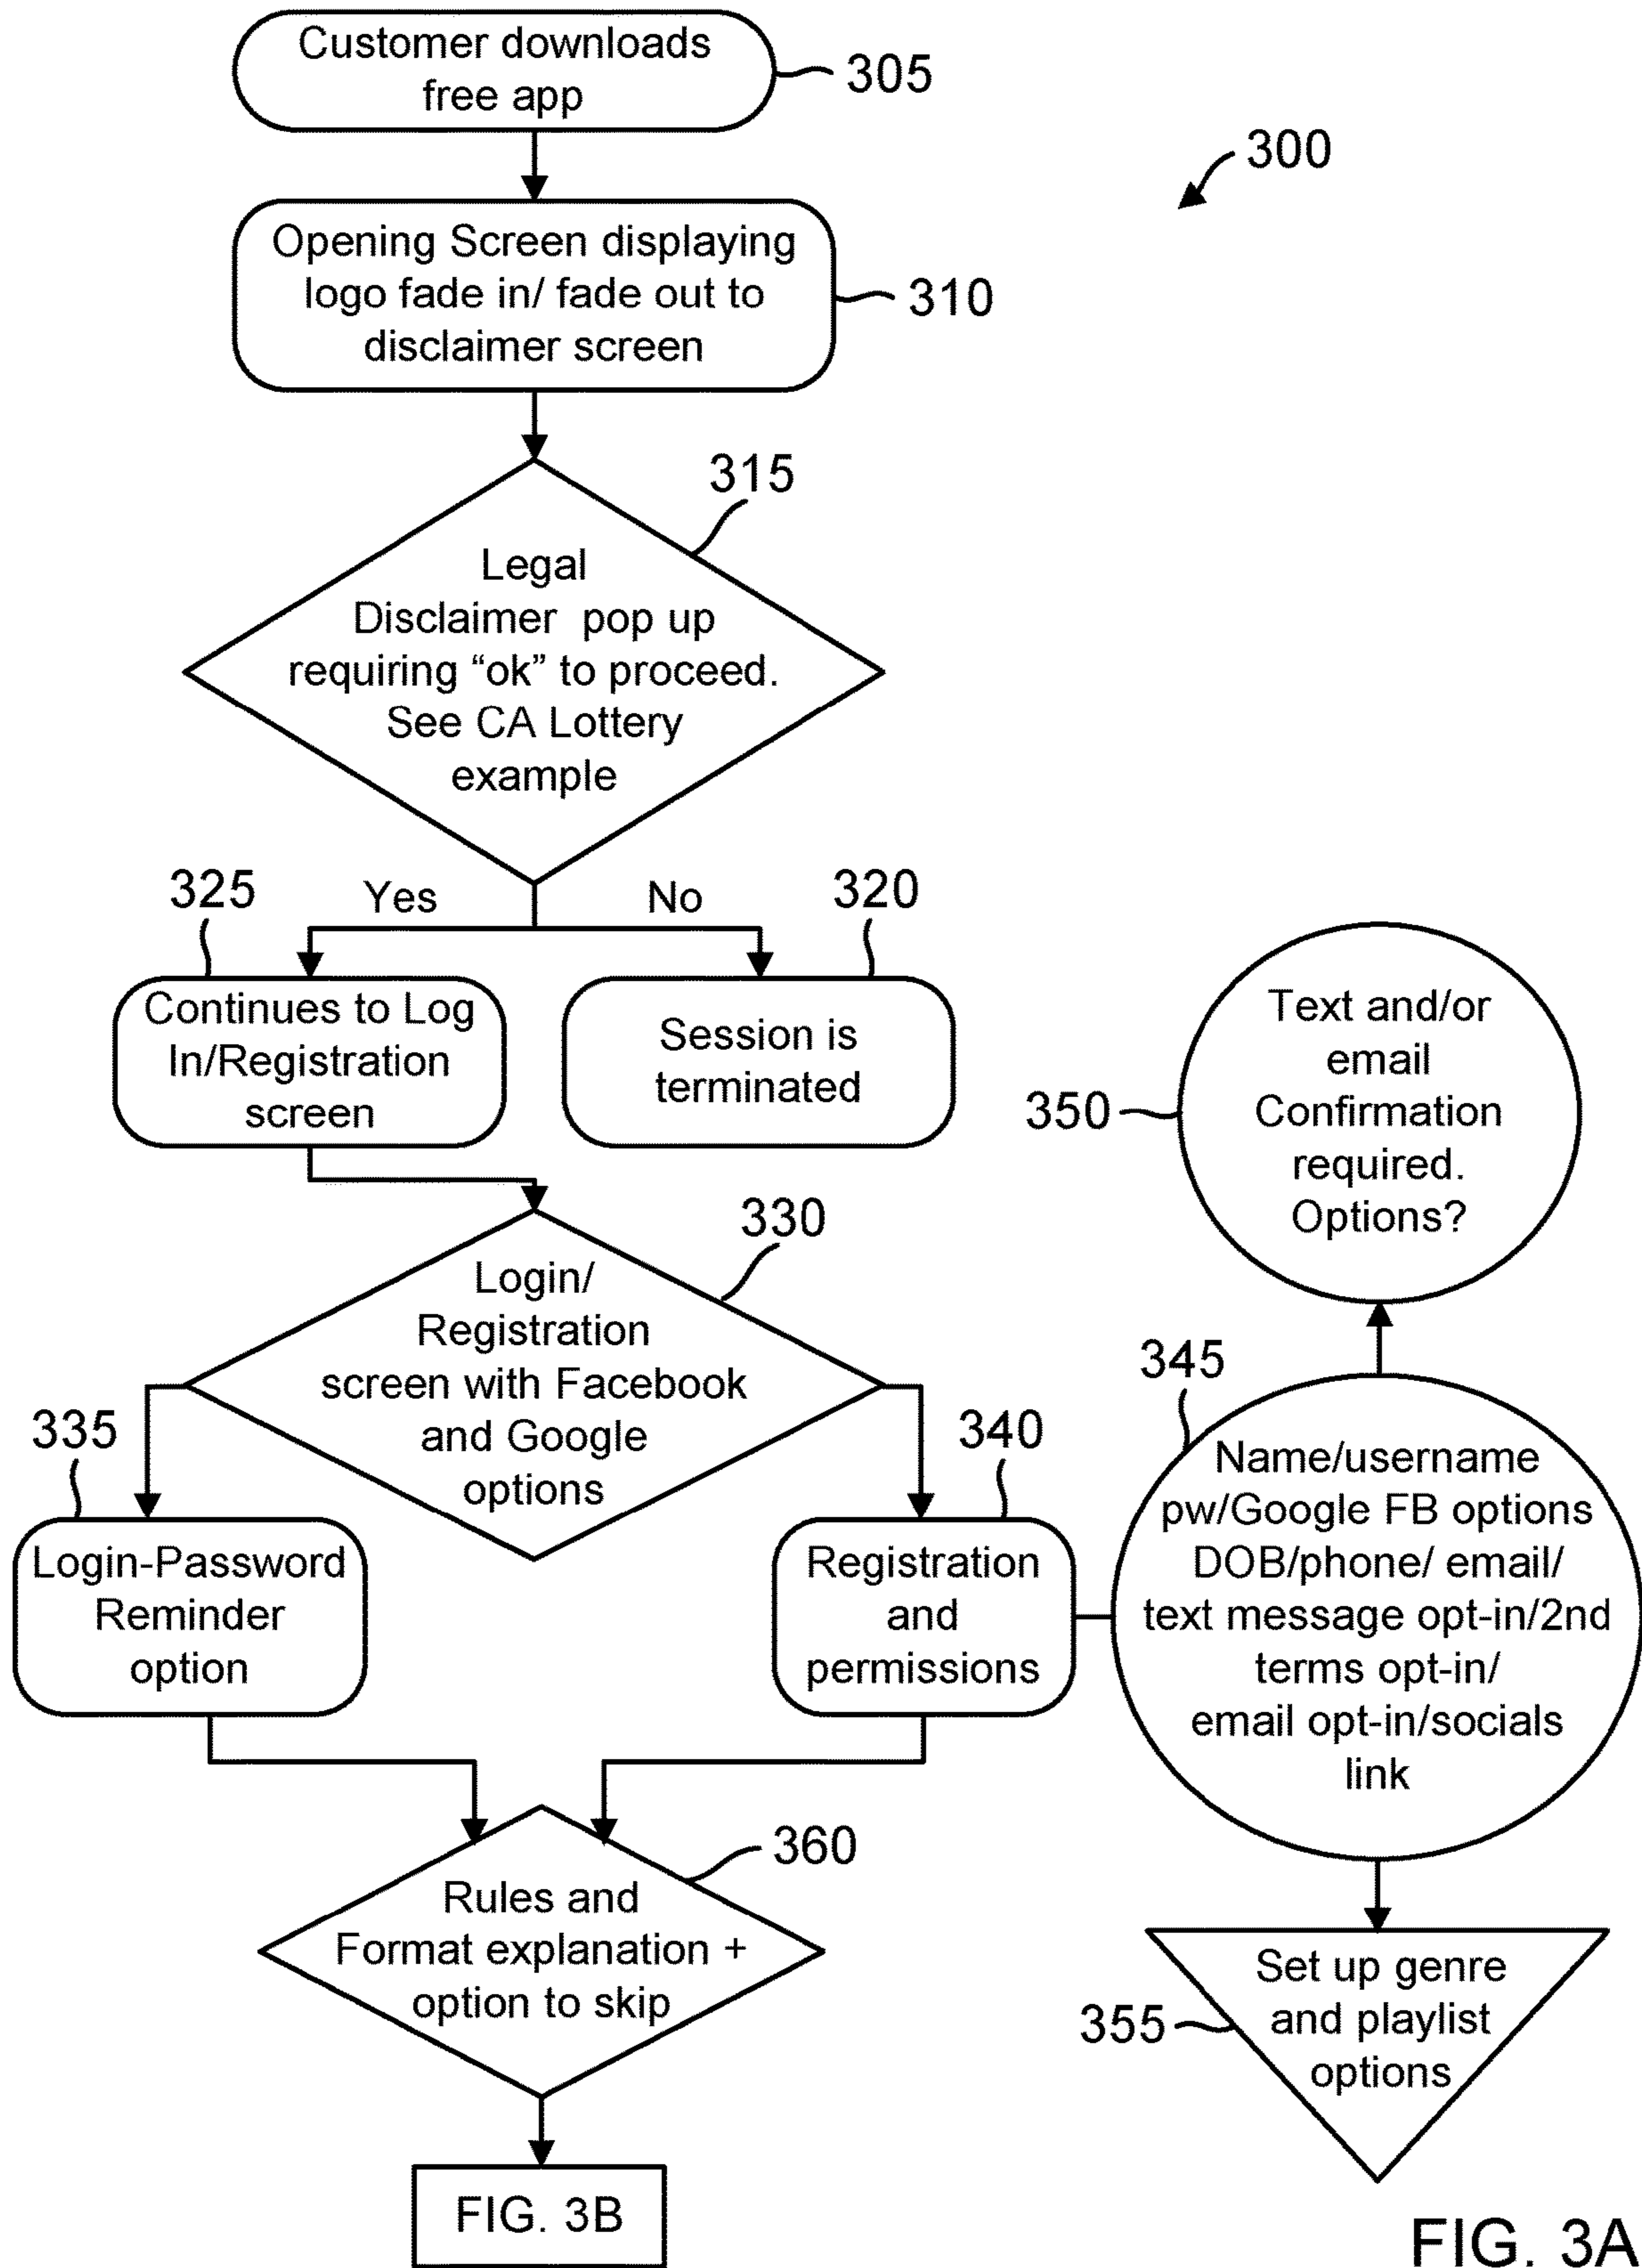 Customer downloads
free app
305
300
Opening Screen displaying
logo fade in/ fade out to
disclaimer screen
310
315
Legal
Disclaimer pop up
requiring “ok” to proceed.
See CA Lottery
example
325
Yes
No
320
Continues to Log
In/Registration
screen
Session is
terminated
350
Text and/or
email
Confirmation
required.
Options?
330
Login/
Registration
screen with Facebook
and Google
options
335
340
345
Login-Password
Reminder
option
Registration
and
permissions
Name/username
pw/Google FB options
DOB/phone/ email/
text message opt-in/2nd
terms opt-in/
email opt-in/socials
link
360
Rules and
Format explanation +
option to skip
355
Set up genre
and playlist
options
FIG. 3B
FIG. 3A